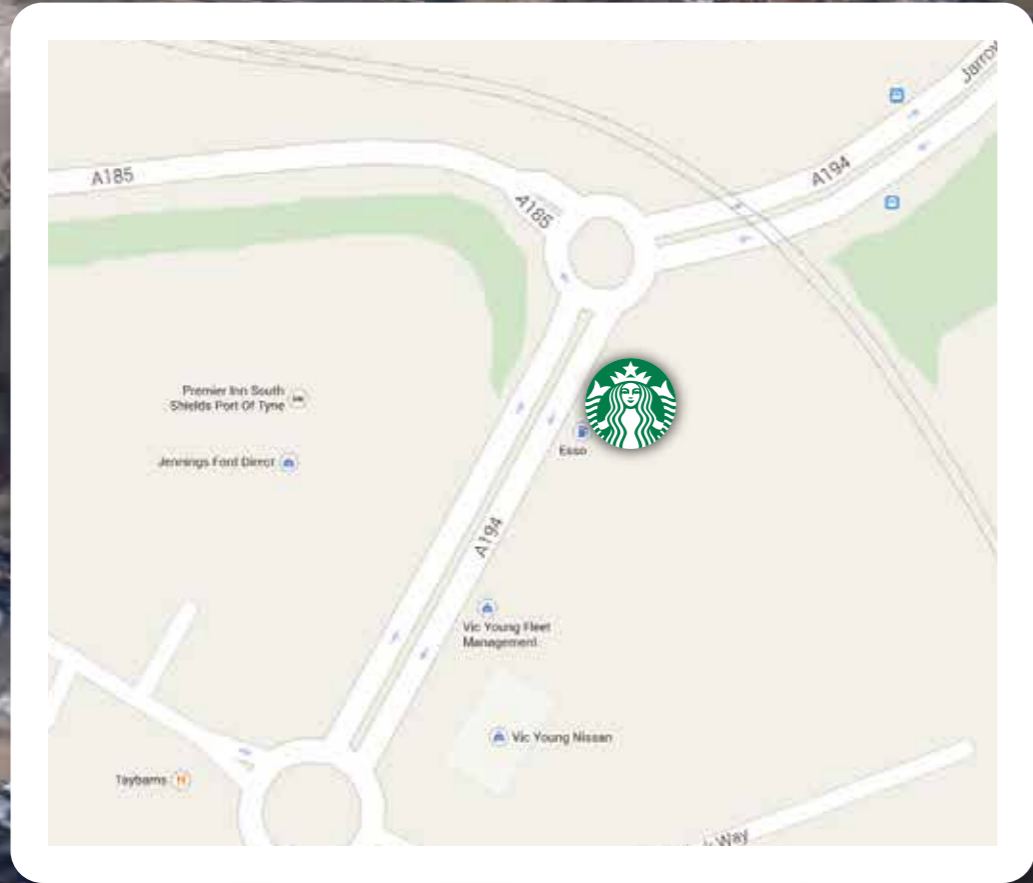 Jarrow
A194
A185
A185
Premier Inn South
Shields Port Of Tyne
Jennings Ford Direct
Esso
A194
Vic Young Fleet
Management
Vic Young Nissan
Taybarns
Way